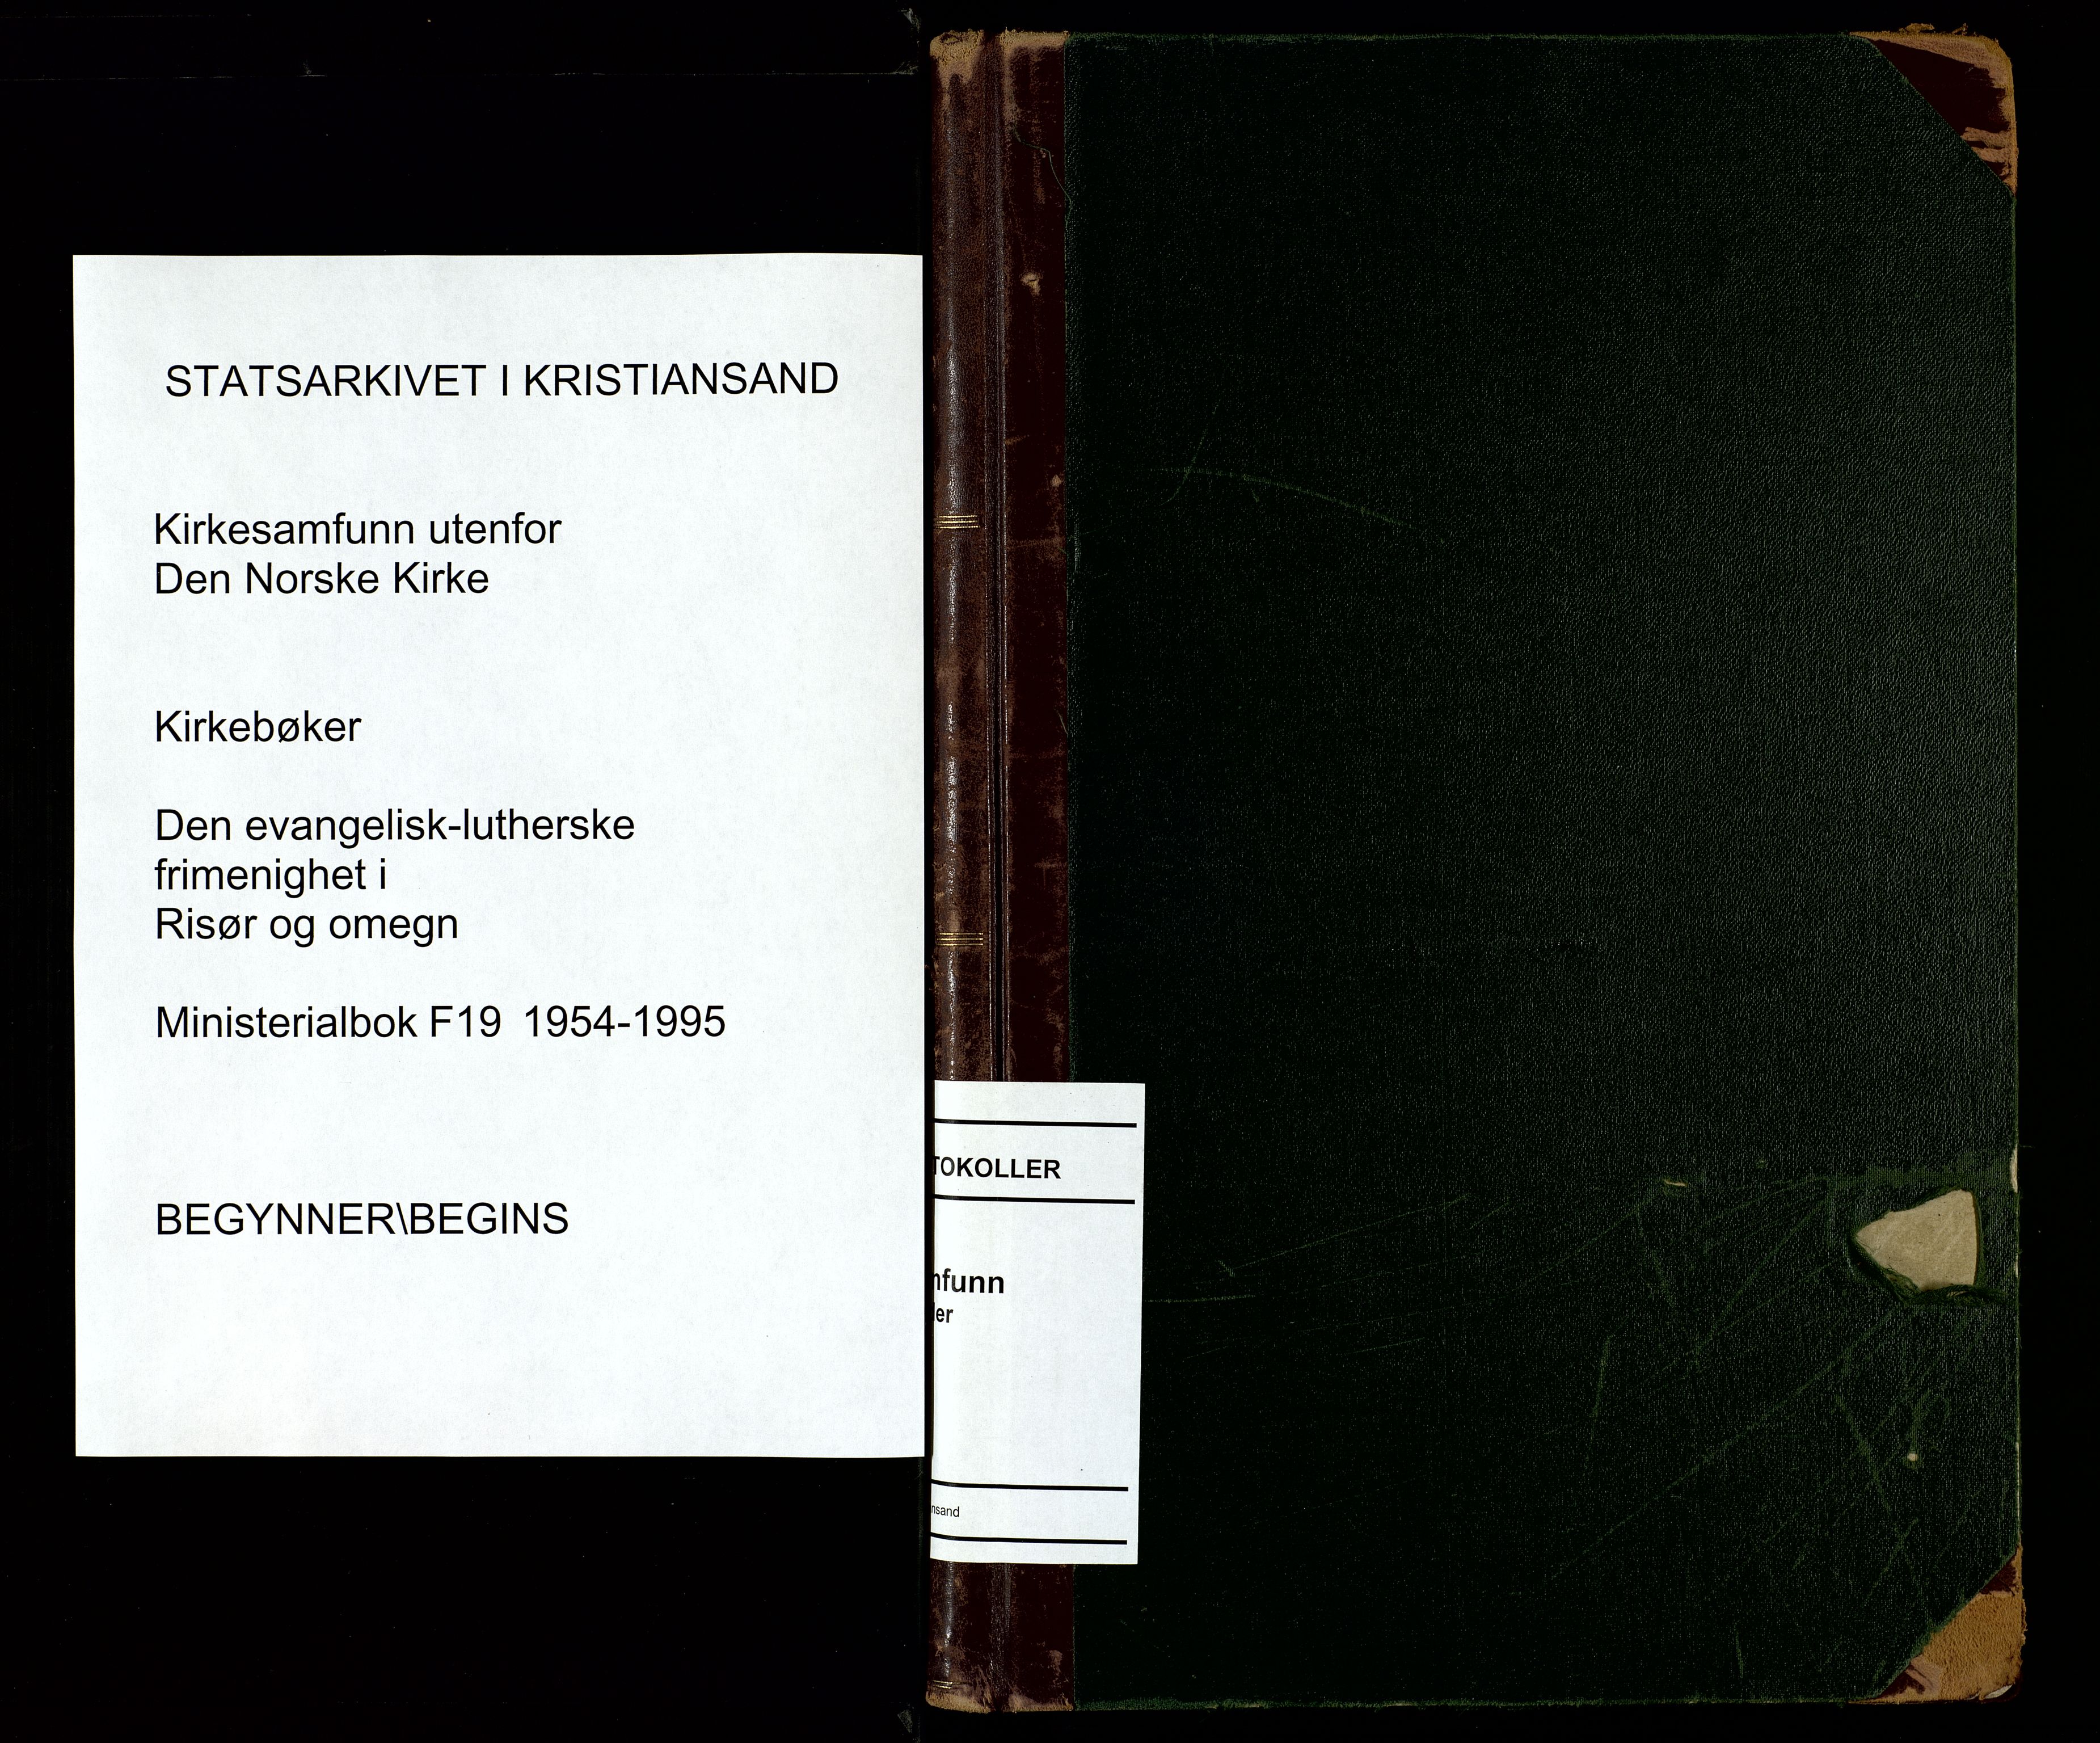 STATSARKIVET I KRISTIANSAND
Kirkesamfunn utenfor
Den Norske Kirke
Kirkebøker
Den evangelisk-lutherske
frimenighet i
Risør og omegn
Ministerialbok F19 1954-1995
BEGYNNER\BEGINS
TOKOLLER
nfunn
ler
nsand